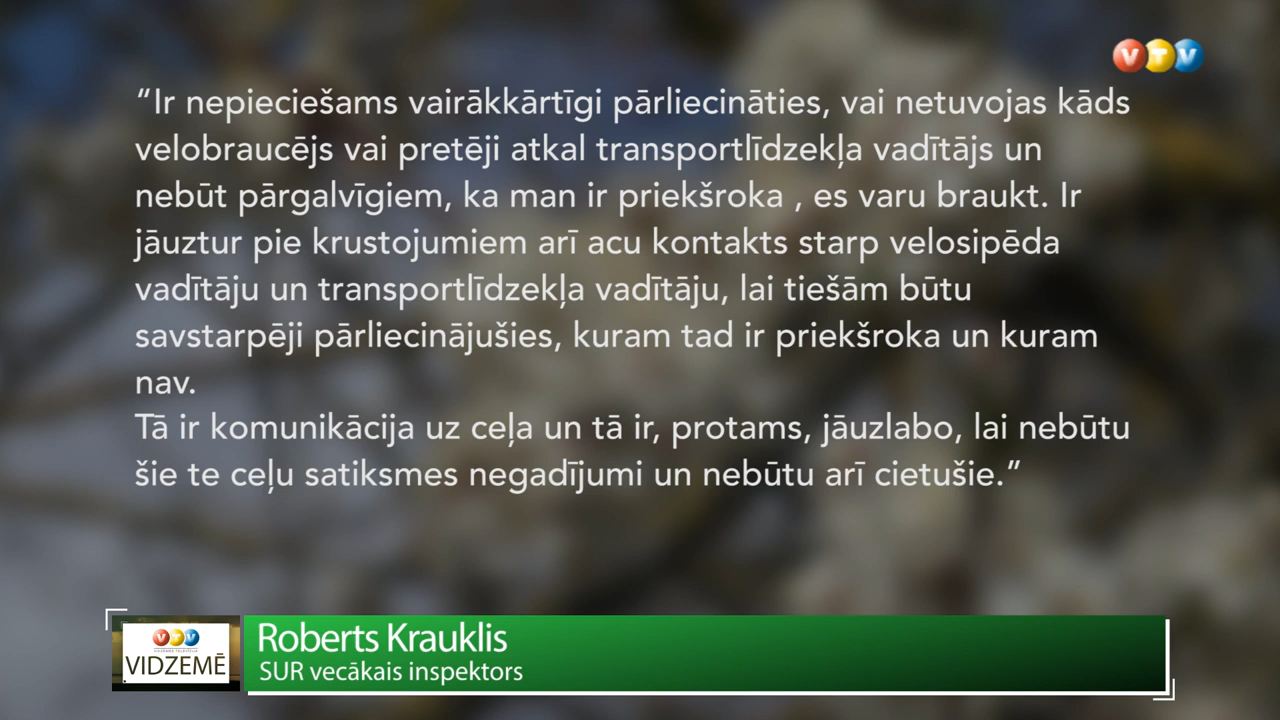 VTV
“Ir nepieciešams vairākkārtīgi pārliecināties, vai netuvojas kāds
velobraucējs vai pretēji atkal transportlīdzekļa vadītājs un
nebūt pārgalvīgiem, ka man ir priekšroka , es varu braukt. Ir
jāuztur pie krustojumiem arī acu kontakts starp velosipēda
vadītāju un transportlīdzekļa vadītāju, lai tiešām būtu
savstarpēji pārliecinājušies, kuram tad ir priekšroka un kuram
nav.
Tā ir komunikācija uz ceļa un tā ir, protams, jāuzlabo, lai nebūtu
šie te ceļu satiksmes negadījumi un nebūtu arī cietušie.”
VTV
VIDZEMĒ
Roberts Krauklis
SUR vecākais inspektors